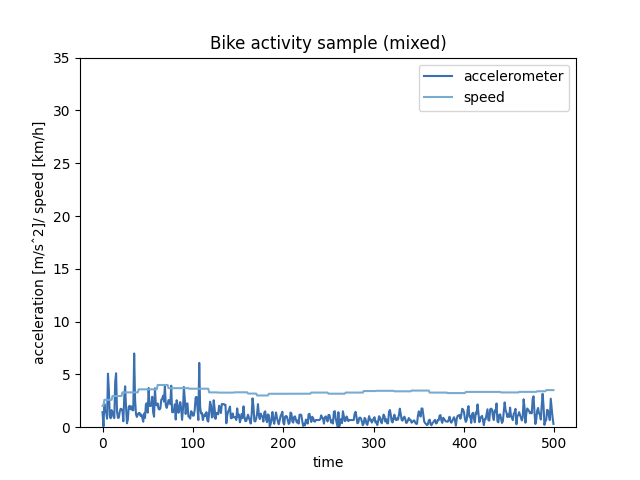 Bike activity sample (mixed)
accelerometer
speed
acceleration [m/sˆ2]/ speed [km/h]
35
30
25
20
15
10
5
0
0 100 200 300 400 500
time